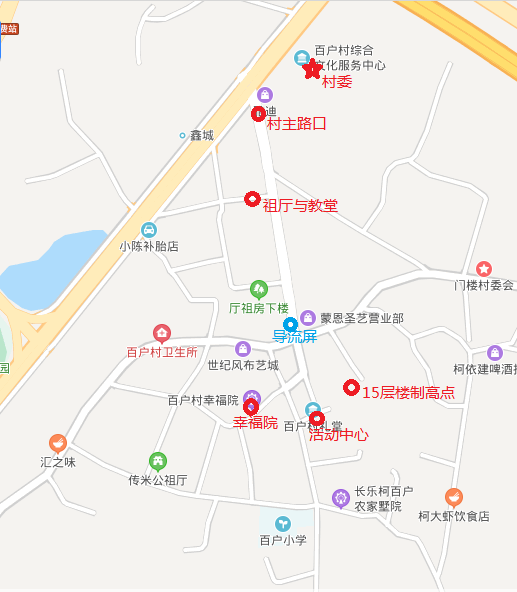 费站
百户村综合
文化服务中心
村委
迪
村主路口
鑫城
祖厅与教堂
小陈补胎店
门楼村委会
厅祖房下楼
蒙恩圣艺营业部
导流屏
百户村卫生所
世纪风布艺城
柯依建啤酒
园
15层楼制高点
百户村幸福院
幸福院
百户村礼堂
活动中心
汇之味
传米公祖厅
长乐柯百户
农家墅院
柯大虾饮食店
百户小学